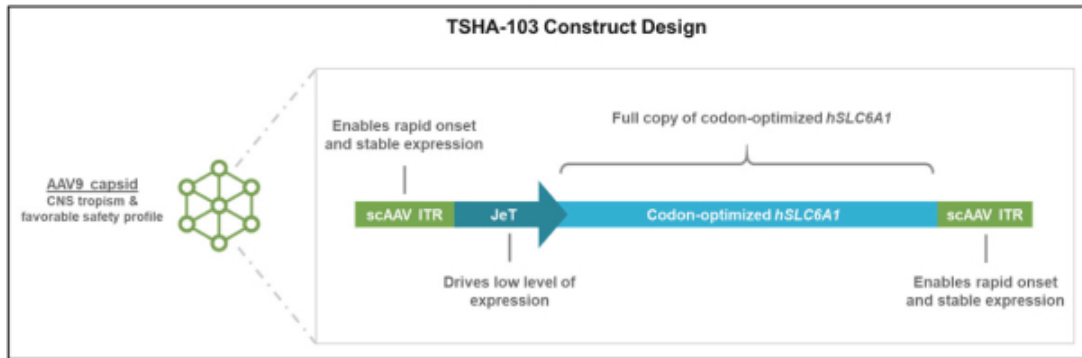 TSHA-103 Construct Design
Enables rapid onset
and stable expression
Full copy of codon-optimized hSLC6A1
AAV9 capsid
CNS tropism &
favorable safety profile
scAAV ITR
JeT
Codon-optimized hSLC6A1
scAAV ITR
Drives low level of
expression
Enables rapid onset
and stable expression